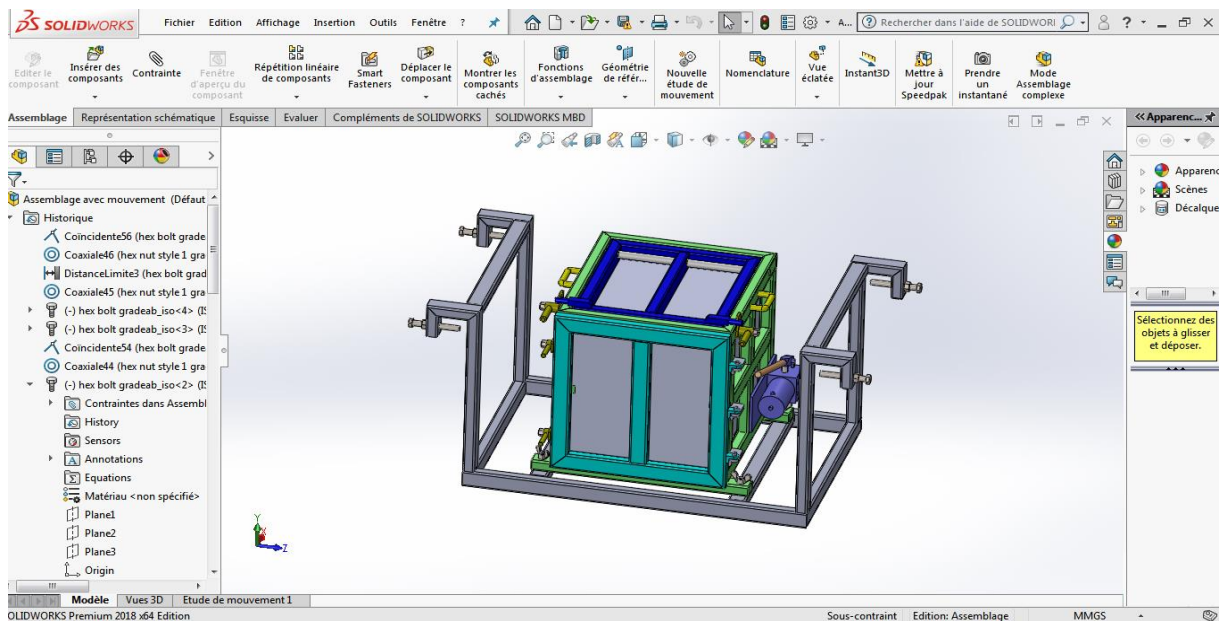 SOLIDWORKS
Fichier Edition Affichage Insertion Outils Fenêtre ?
A...
Rechercher dans l'aide de SOLIDWORI
?
Editer le composant
Insérer des composants
Contrainte
Fenêtre d'aperçu du composant
Répétition linéaire de composants
Smart Fasteners
Déplacer le composant
Montrer les composants cachés
Fonctions d'assemblage
Géométrie de référ...
Nouvelle étude de mouvement
Nomenclature
Vue éclatée
Instant3D
Mettre à jour Speedpak
Prendre un instantané
Mode Assemblage complexe
Assemblage Représentation schématique Esquisse Evaluer Compléments de SOLIDWORKS SOLIDWORKS MBD
Apparenc...
Apparenc
Scènes
Décalque
Sélectionnez des
objets à glisser
et déposer.
Assemblage avec mouvement (Défaut
Historique
Coïncidente56 (hex bolt grade
Coaxiale46 (hex nut style 1 gra
DistanceLimite3 (hex bolt grad
Coaxiale45 (hex nut style 1 gra
(-) hex bolt gradeab_iso<4> (IS
(-) hex bolt gradeab_iso<3> (IS
Coïncidente54 (hex bolt grade
Coaxiale44 (hex nut style 1 gra
(-) hex bolt gradeab_iso<2> (IS
Contraintes dans Assembl
History
Sensors
Annotations
Equations
Matériau <non spécifié>
Plane1
Plane2
Plane3
Origin
Y
X
Z
Modèle Vues 3D Etude de mouvement 1
OLIDWORKS Premium 2018 x64 Edition
Sous-contraint Edition: Assemblage MMGS